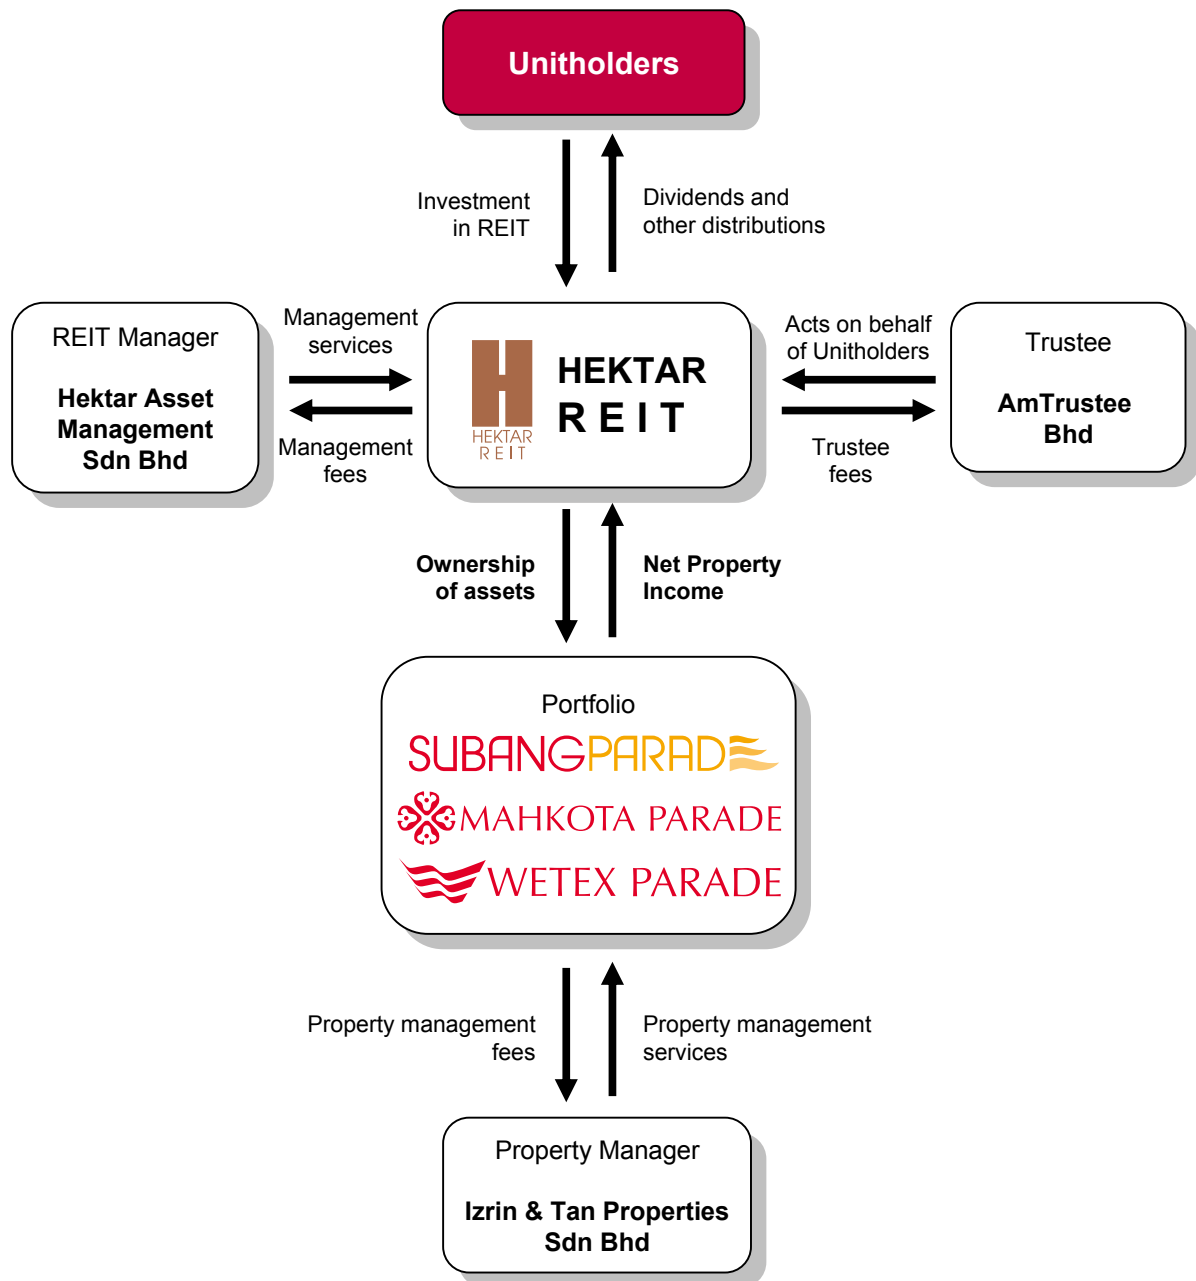 Unitholders
Investment
in REIT
Dividends and
other distributions
REIT Manager
Hektar Asset
Management
Sdn Bhd
Management
services
Management
fees
HEKTAR
REIT
HEKTAR
REIT
Acts on behalf
of Unitholders
Trustee
fees
Trustee
AmTrustee
Bhd
Ownership
of assets
Net Property
Income
Portfolio
SUBANGPARADE
MAHKOTA PARADE
WETEX PARADE
Property management
fees
Property management
services
Property Manager
Izrin & Tan Properties
Sdn Bhd